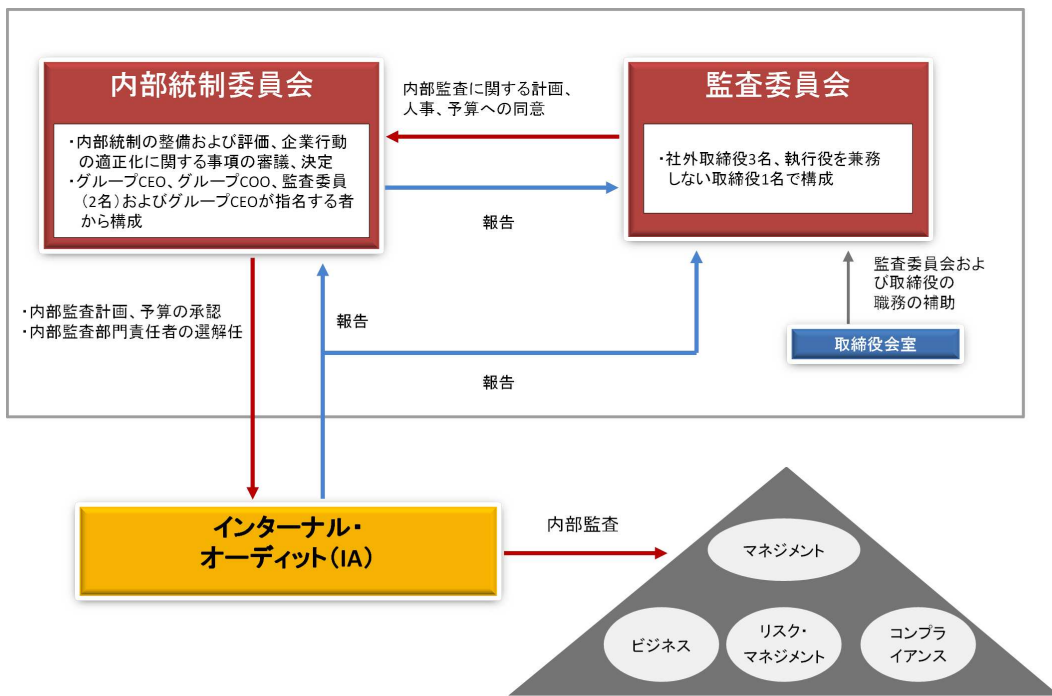 内部統制委員会
・内部統制の整備および評価、企業行動
の適正化に関する事項の審議、決定
・グループCEO、グループCOO、監査委員
(2名)およびグループCEOが指名する者
から構成
内部監査に関する計画、
人事、予算への同意
報告
監査委員会
・社外取締役3名、執行役を兼務
しない取締役1名で構成
・内部監査計画、予算の承認
・内部監査部門責任者の選解任
報告
報告
監査委員会およ
び取締役の
職務の補助
取締役会室
インターナル・
オーディット(IA)
内部監査
マネジメント
ビジネス
リスク・
マネジメント
コンプラ
イアンス